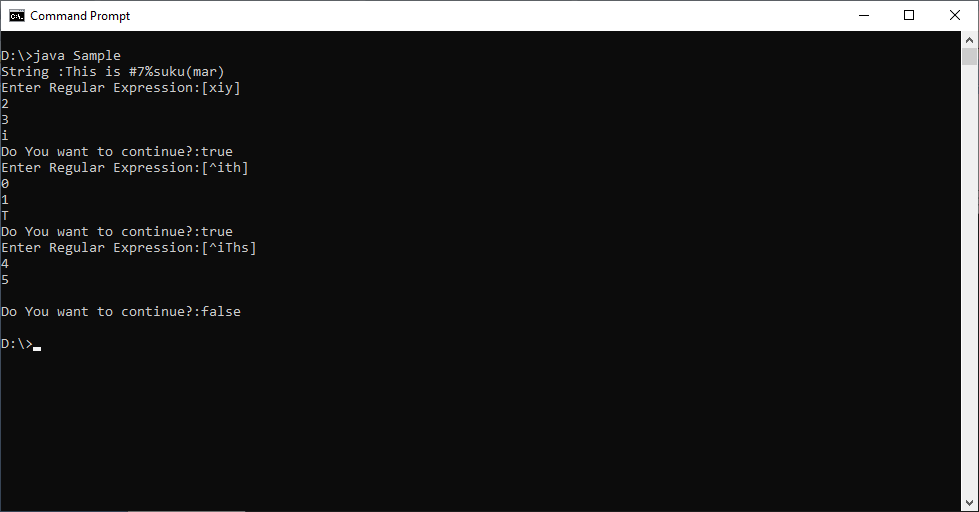 Command Prompt
D:\>java Sample
String :This is #7%suku(mar)
Enter Regular Expression:[xiy]
2
3
i
Do You want to continue?:true
Enter Regular Expression:[^ith]
0
1
T
Do You want to continue?:true
Enter Regular Expression:[^iThs]
4
5
Do You want to continue?:false
D:\>